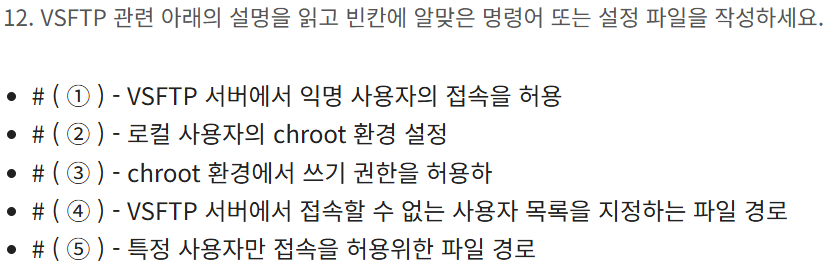 12. VSFTP 관련 아래의 설명을 읽고 빈칸에 알맞은 명령어 또는 설정 파일을 작성하세요.
• # ( ① ) - VSFTP 서버에서 익명 사용자의 접속을 허용
• # ( ② ) - 로컬 사용자의 chroot 환경 설정
• # ( ③ ) - chroot 환경에서 쓰기 권한을 허용하
• # ( ④ ) - VSFTP 서버에서 접속할 수 없는 사용자 목록을 지정하는 파일 경로
• # ( ⑤ ) - 특정 사용자만 접속을 허용위한 파일 경로